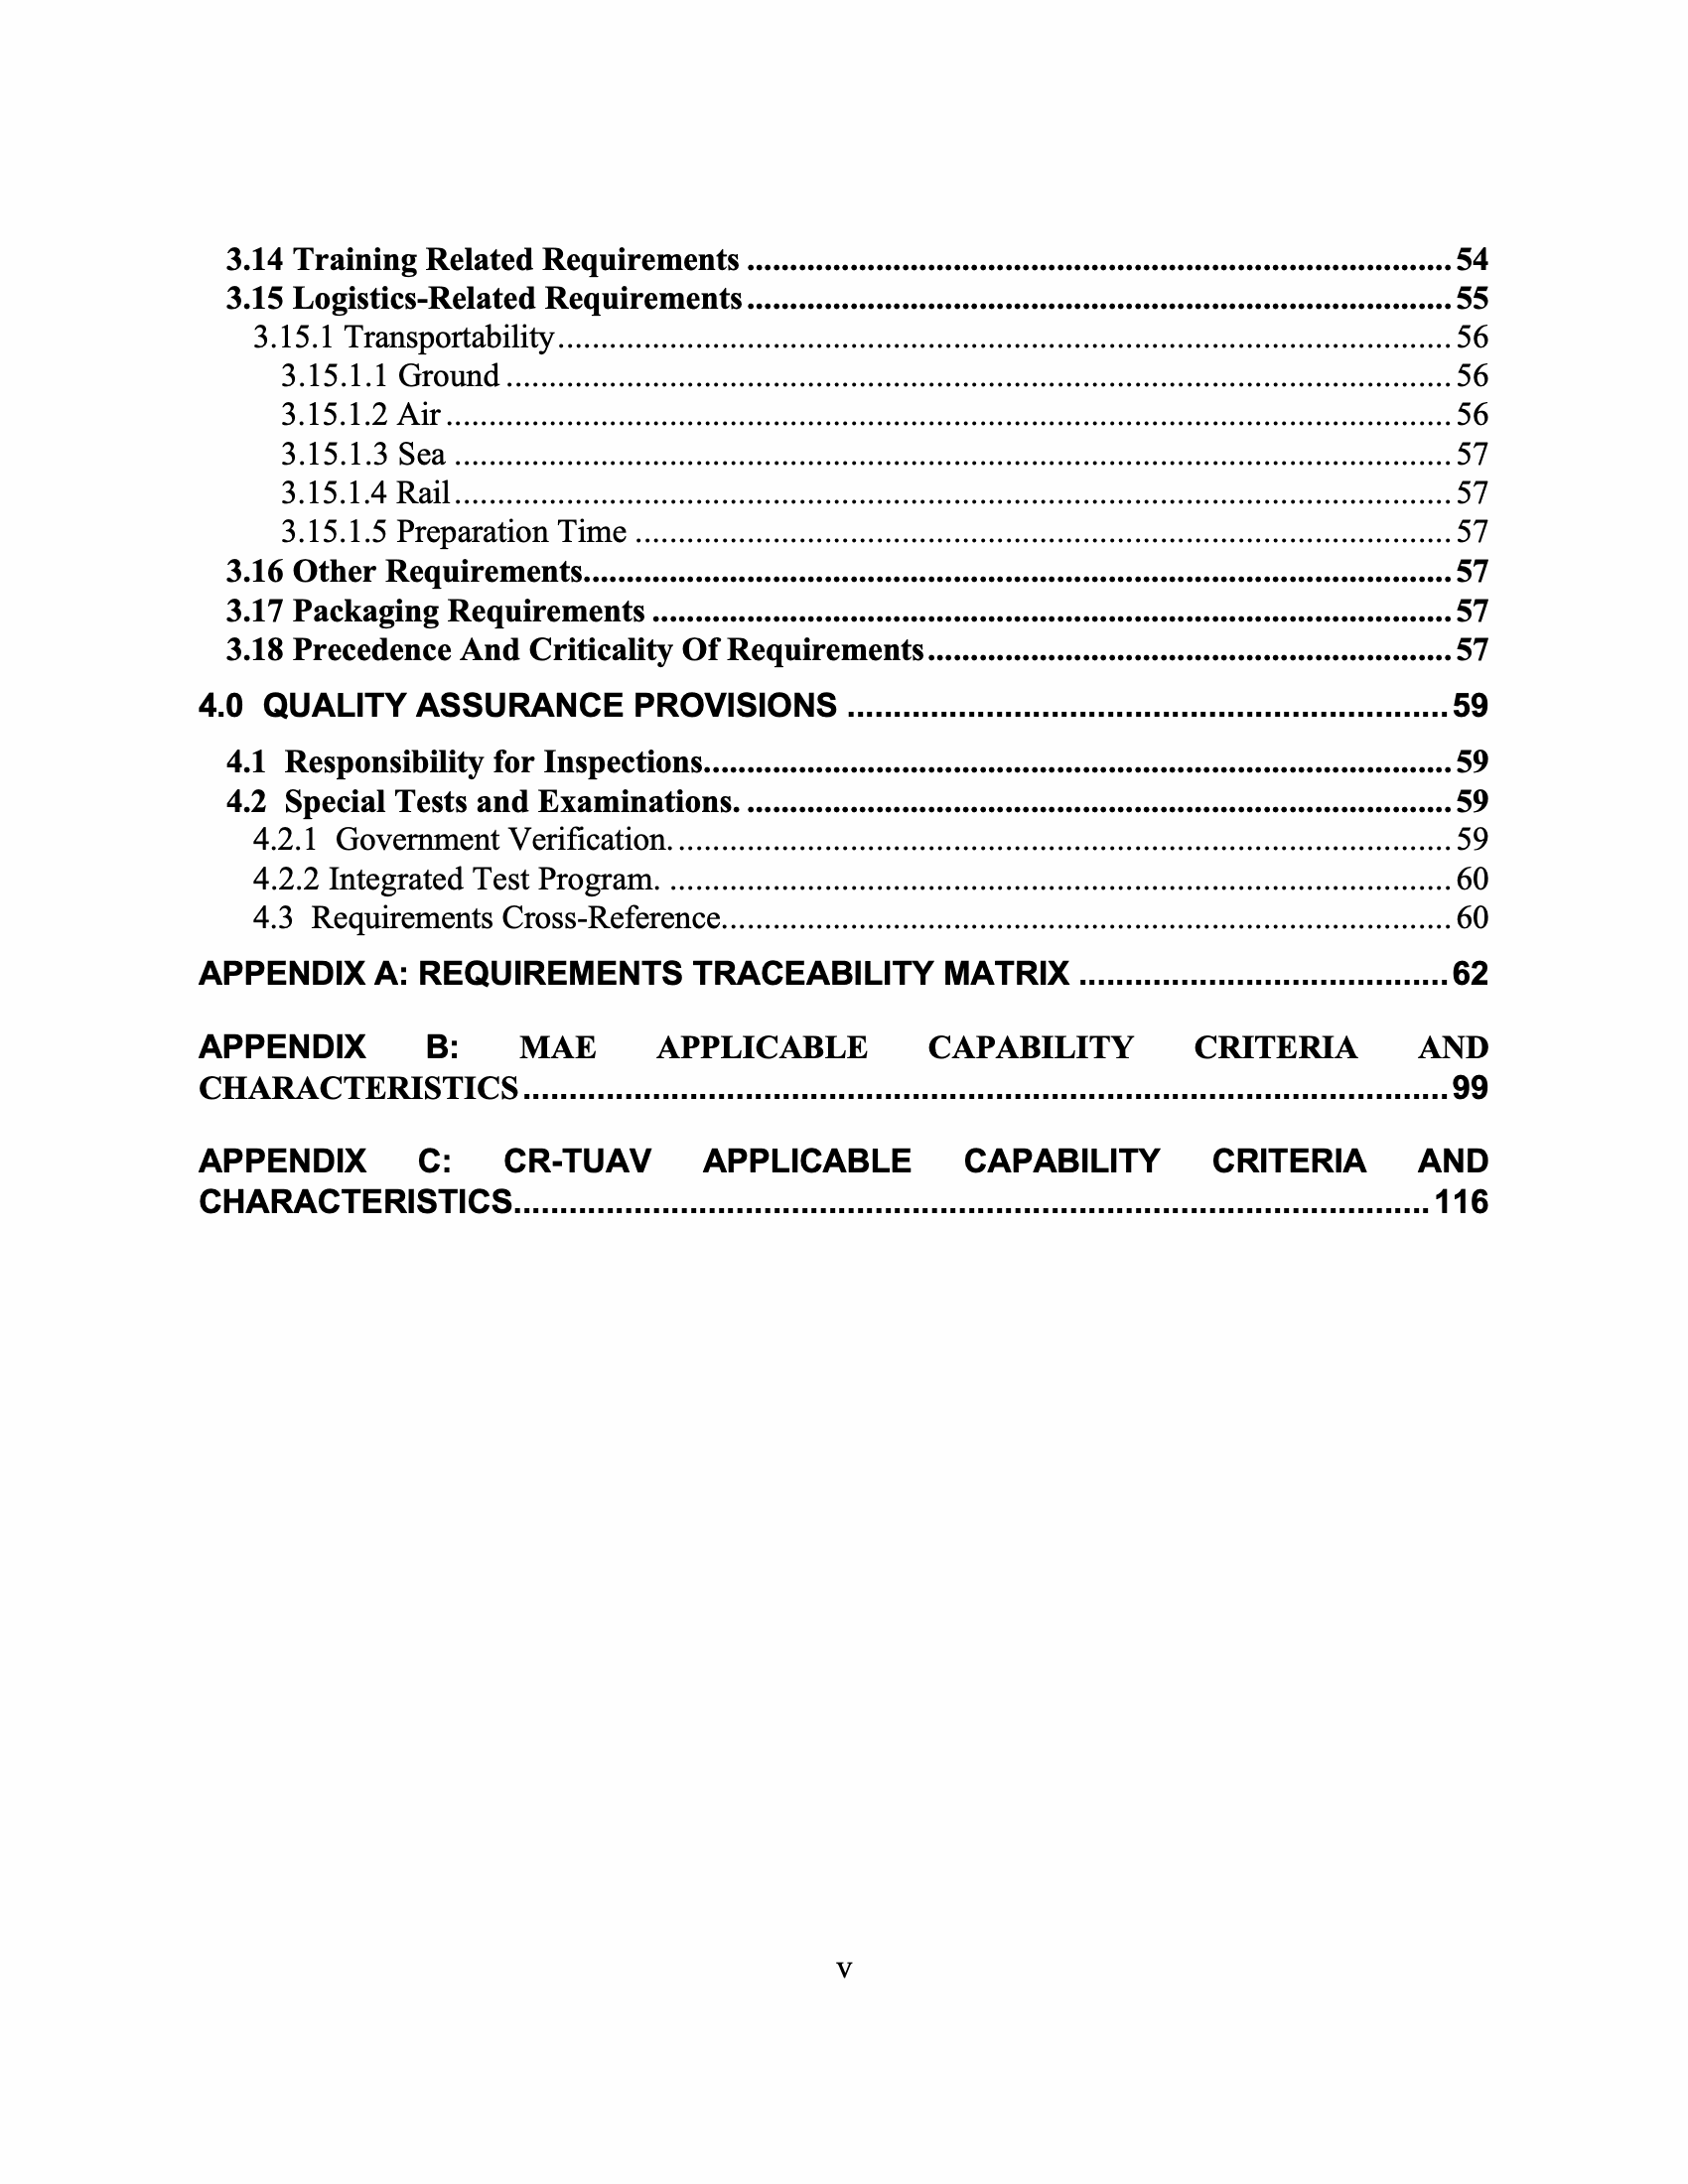 3.14 Training Related Requirements .................................................. 54
3.15 Logistics-Related Requirements .................................................. 55
3.15.1 Transportability .................................................. 56
3.15.1.1 Ground .................................................. 56
3.15.1.2 Air .................................................. 56
3.15.1.3 Sea .................................................. 57
3.15.1.4 Rail .................................................. 57
3.15.1.5 Preparation Time .................................................. 57
3.16 Other Requirements .................................................. 57
3.17 Packaging Requirements .................................................. 57
3.18 Precedence And Criticality Of Requirements .................................................. 57
4.0 QUALITY ASSURANCE PROVISIONS .................................................. 59
4.1 Responsibility for Inspections .................................................. 59
4.2 Special Tests and Examinations. .................................................. 59
4.2.1 Government Verification. .................................................. 59
4.2.2 Integrated Test Program. .................................................. 60
4.3 Requirements Cross-Reference .................................................. 60
APPENDIX A: REQUIREMENTS TRACEABILITY MATRIX .................................................. 62
APPENDIX B: MAE APPLICABLE CAPABILITY CRITERIA AND
CHARACTERISTICS .................................................. 99
APPENDIX C: CR-TUAV APPLICABLE CAPABILITY CRITERIA AND
CHARACTERISTICS .................................................. 116
v